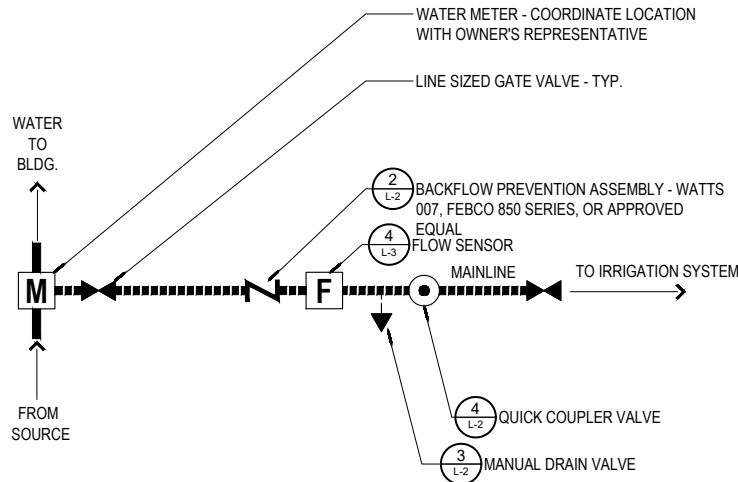 WATER METER - COORDINATE LOCATION
WITH OWNER'S REPRESENTATIVE
LINE SIZED GATE VALVE - TYP.
WATER
TO
BLDG.
2
L-2
BACKFLOW PREVENTION ASSEMBLY - WATTS
007, FEBCO 850 SERIES, OR APPROVED
EQUAL
4
L-3
FLOW SENSOR
MAINLINE
TO IRRIGATION SYSTEM
M
F
FROM
SOURCE
4
L-2
QUICK COUPLER VALVE
3
L-2
MANUAL DRAIN VALVE